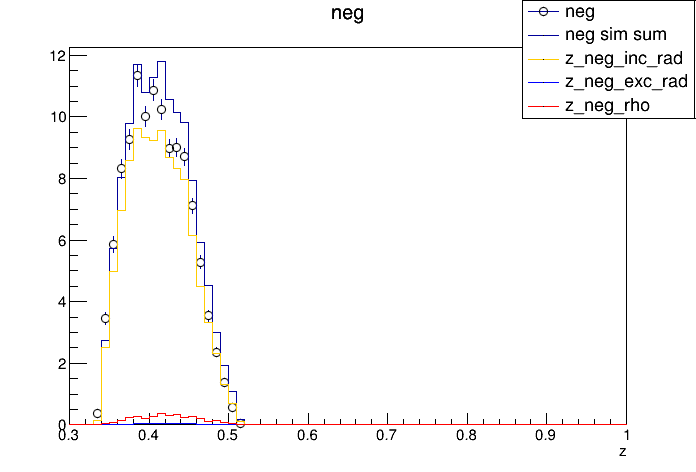 neg
neg
neg sim sum
z_neg_inc_rad
z_neg_exc_rad
z_neg_rho
12
10
8
6
4
2
0
0.3 0.4 0.5 0.6 0.7 0.8 0.9 1
z